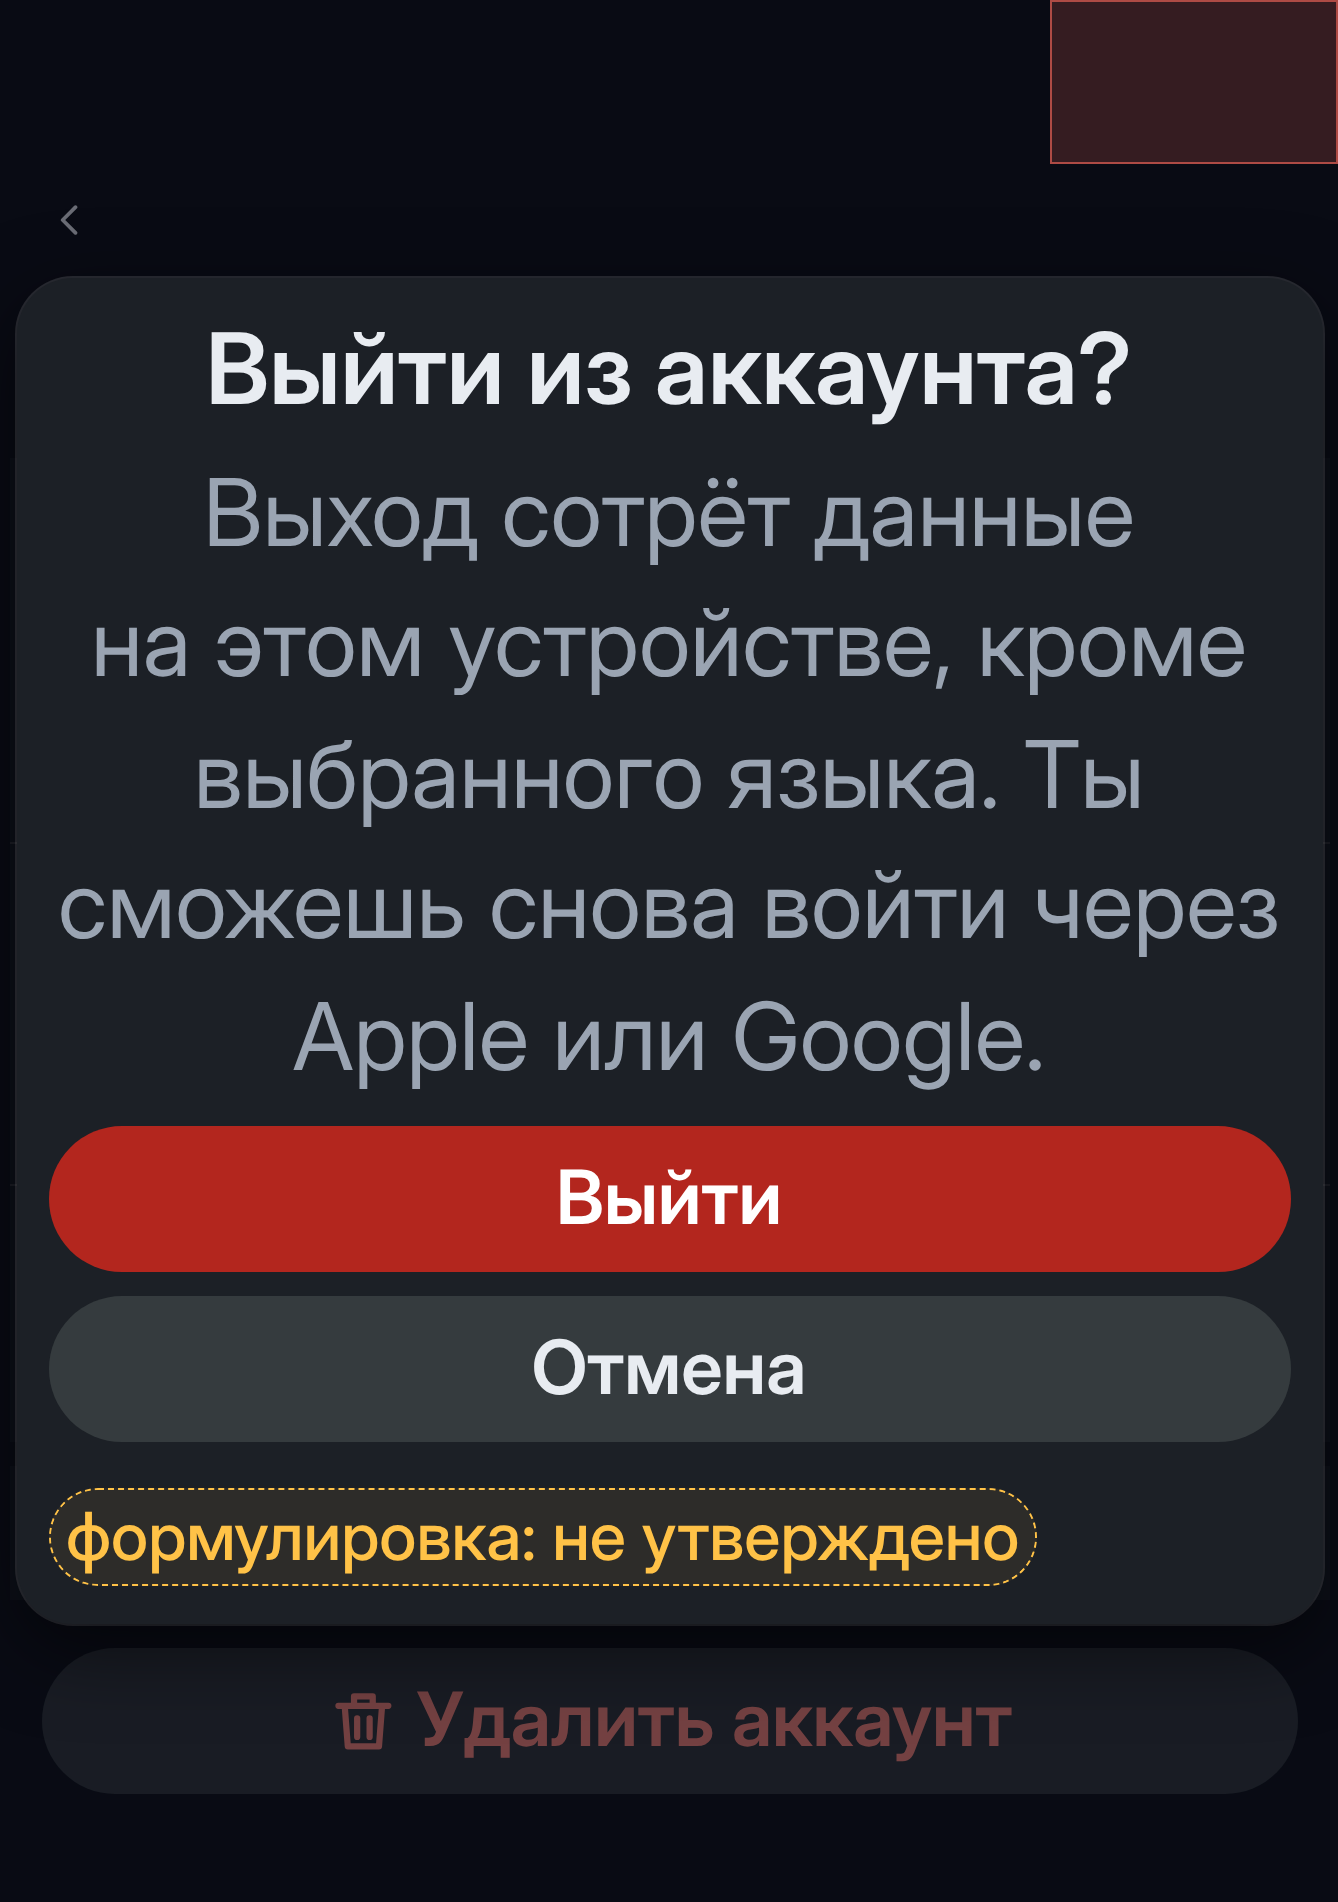 Выйти из аккаунта?
Выход сотрёт данные
на этом устройстве, кроме
выбранного языка. Ты
сможешь снова войти через
Apple или Google.
Выйти
Отмена
формулировка: не утверждено
Удалить аккаунт